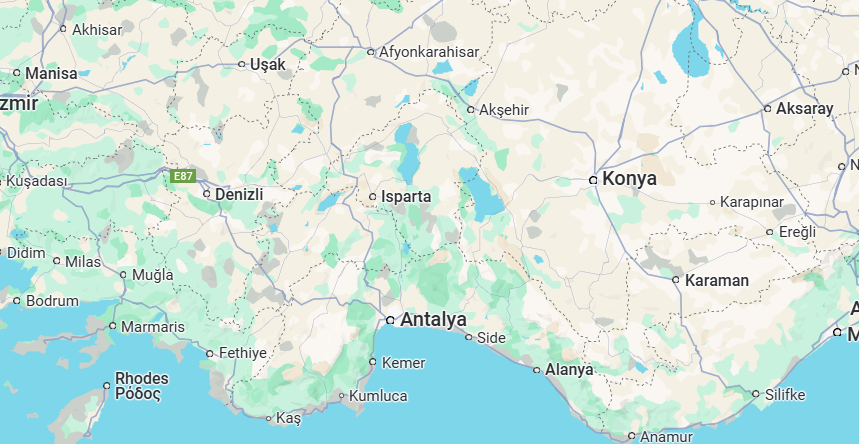 Akhisar
Afyonkarahisar
Uşak
Manisa
zmir
Akşehir
Aksaray
E87
Kuşadası
Denizli
Isparta
Konya
Karapınar
Ereğli
Didim
Milas
Muğla
Karaman
Bodrum
Marmaris
Antalya
Side
Fethiye
Kemer
Alanya
Rhodes
Ρόδος
Kumluca
Kaş
Silifke
Anamur
N
N
A
M